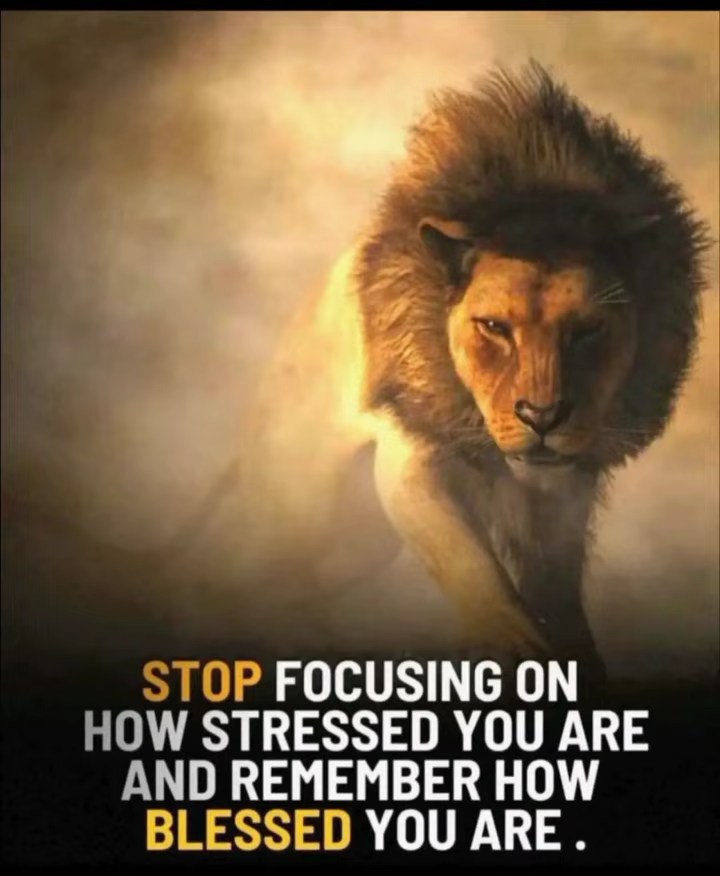 STOP FOCUSING ON
HOW STRESSED YOU ARE
AND REMEMBER HOW
BLESSED YOU ARE .